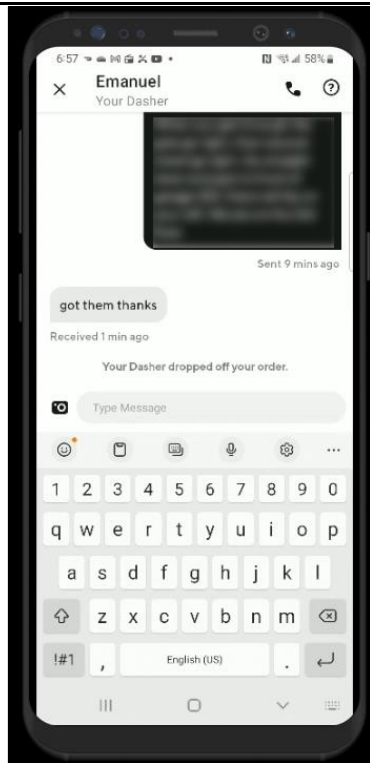 6:57
58%
Emanuel
Your Dasher
Sent 9 mins ago
got them thanks
Received 1 min ago
Your Dasher dropped off your order.
Type Message
1 2 3 4 5 6 7 8 9 0
q w e r t y u i o p
a s d f g h j k l
z x c v b n m
!#1 , English (US) .